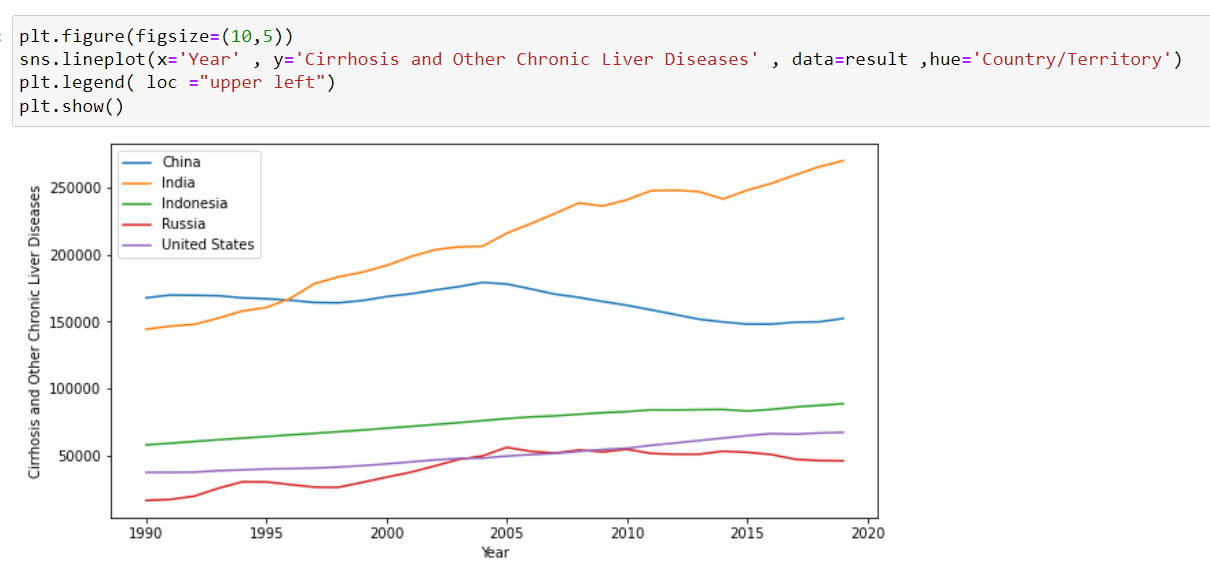 plt.figure(figsize=(10,5))
sns.lineplot(x='Year' , y='Cirrhosis and Other Chronic Liver Diseases' , data=result ,hue='Country/Territory')
plt.legend( loc ="upper left")
plt.show()
China
India
Indonesia
Russia
United States
Cirrhosis and Other Chronic Liver Diseases
250000
200000
150000
100000
50000
1990 1995 2000 2005 2010 2015 2020
Year